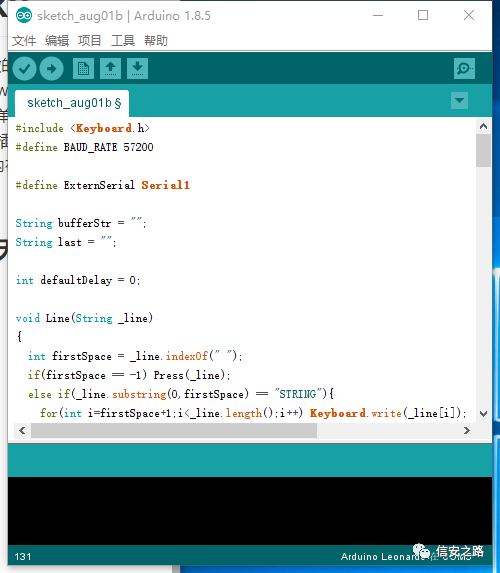 sketch_aug01b | Arduino 1.8.5
文件 编辑 项目 工具 帮助
sketch_aug01b §
#include <Keyboard.h>
#define BAUD_RATE 57200
#define ExternSerial Serial1
String bufferStr = "";
String last = "";
int defaultDelay = 0;
void Line(String _line)
{
int firstSpace = _line.indexOf(" ");
if(firstSpace == -1) Press(_line);
else if(_line.substring(0,firstSpace) == "STRING"){
for(int i=firstSpace+1;i<_line.length();i++) Keyboard.write(_line[i]);
131
Arduino Leonardo 在
信安之路